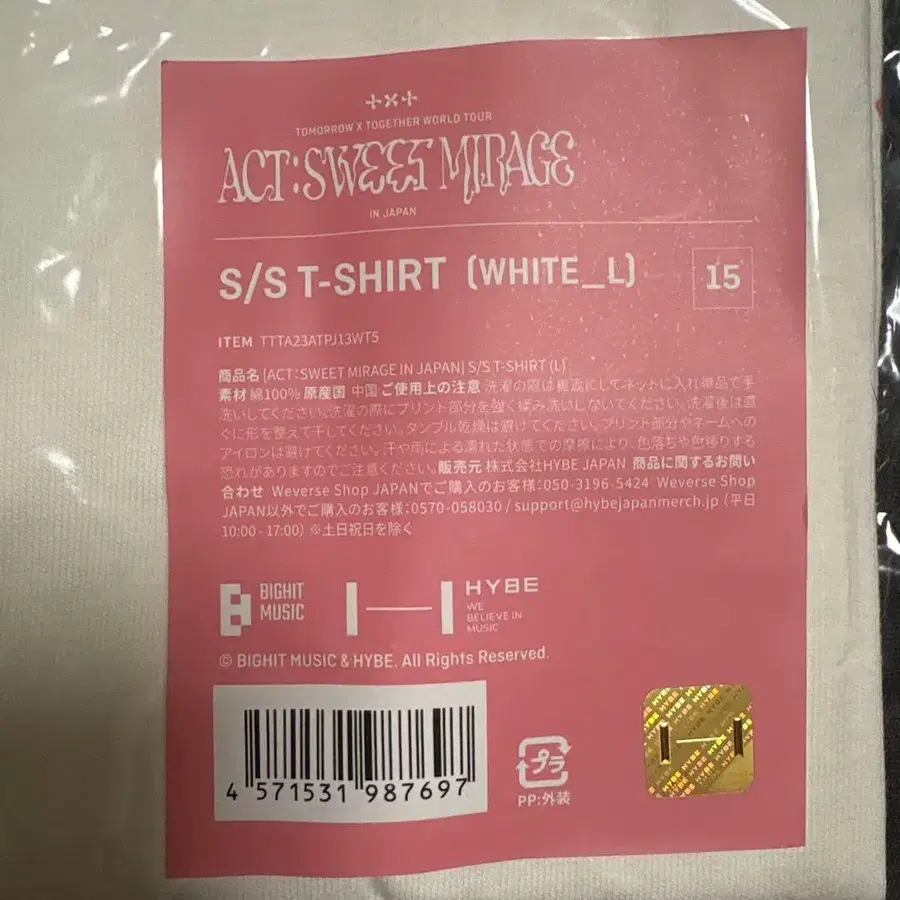 +×+
TOMORROW X TOGETHER WORLD TOUR
ACT:SWEET MIRAGE
IN JAPAN
S/S T-SHIRT (WHITE_L) 15
ITEM TTTA23ATPJ13WT5
商品名 [ACT:SWEET MIRAGE IN JAPAN] S/S T-SHIRT (L)
素材 綿100% 原産国 中国 ご使用上の注意 洗濯の際は裏返にしてネットに入れ単品で手
洗いしてください。洗濯の際にプリント部分を強く揉み洗いしないでください。洗濯後は直
ぐに形を整えて干してください。タンブル乾燥は避けてください。プリント部分やネームへの
アイロンは避けてください。汗や雨による濡れた状態での摩擦により、色落ちや色移りする
恐れがありますのでご注意ください。販売元 株式会社HYBE JAPAN 商品に関するお問い
合わせ Weverse Shop JAPANでご購入のお客様：050-3196-5424 Weverse Shop
JAPAN以外でご購入のお客様：0570-058030 / support@hybejapanmerch.jp （平日
10:00 - 17:00） ※土日祝日を除く
BIGHIT
MUSIC
HYBE
WE
BELIEVE IN
MUSIC
© BIGHIT MUSIC & HYBE. All Rights Reserved.
4 571531 987697
プラ
PP:外装
HYBE HYBE HYBE